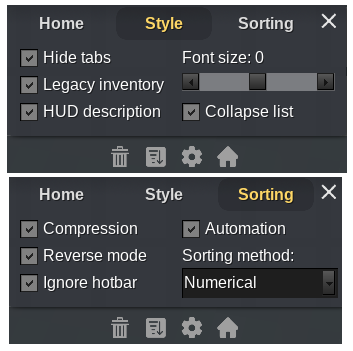 Home Style Sorting
Hide tabs Font size: 0
Legacy inventory
HUD description Collapse list
Home Style Sorting
Compression Automation
Reverse mode Sorting method:
Ignore hotbar Numerical